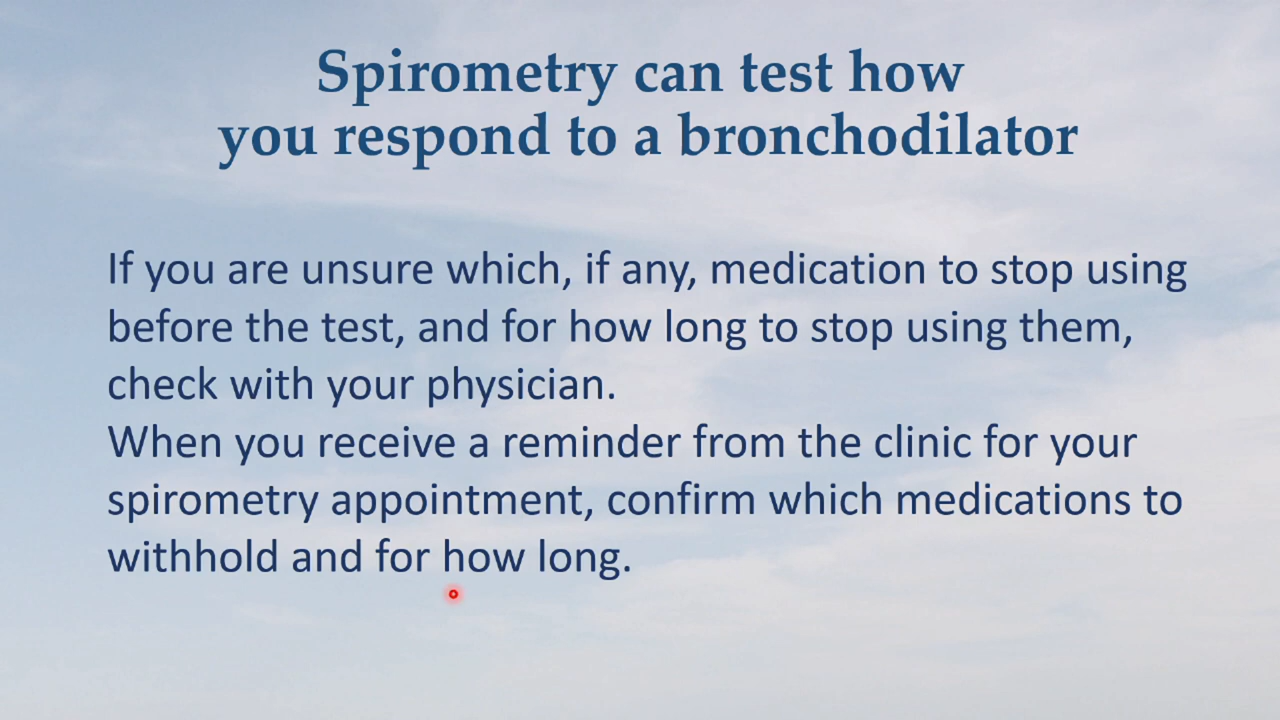 Spirometry can test how
you respond to a bronchodilator
If you are unsure which, if any, medication to stop using
before the test, and for how long to stop using them,
check with your physician.
When you receive a reminder from the clinic for your
spirometry appointment, confirm which medications to
withhold and for how long.